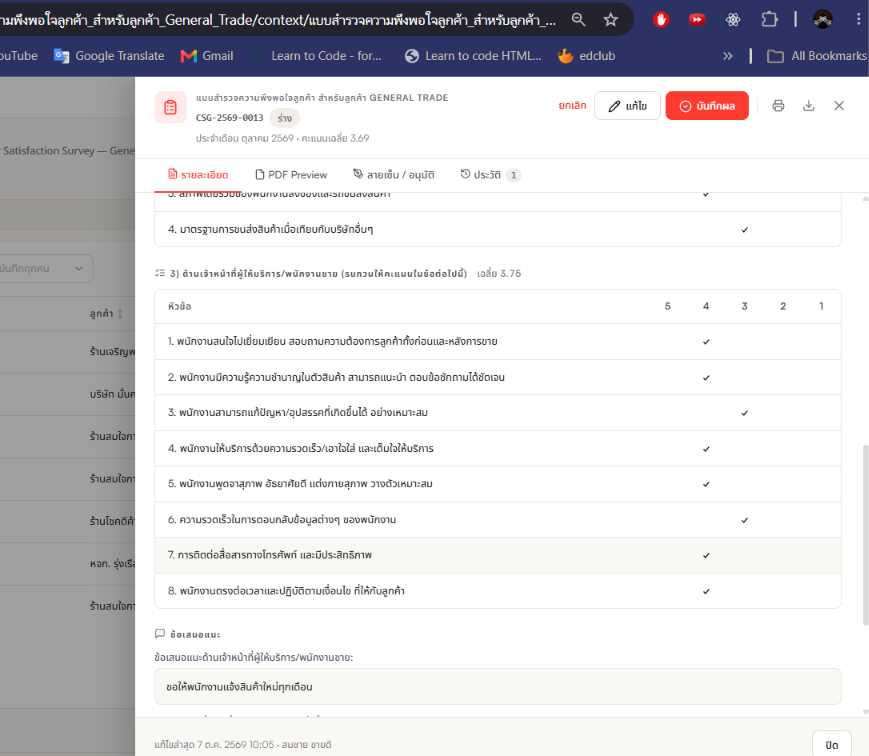 ามพึงพอใจลูกค้า_สำหรับลูกค้า_General_Trade/context/แบบสำรวจความพึงพอใจลูกค้า_สำหรับลูกค้า_...
ouTube Google Translate Gmail Learn to Code - for... Learn to code HTML... edclub » All Bookmarks
แบบสำรวจความพึงพอใจลูกค้า สำหรับลูกค้า GENERAL TRADE
CSG-2569-0013 ร่าง
ประจำเดือน ตุลาคม 2569 • คะแนนเฉลี่ย 3.69
ยกเลิก แก้ไข บันทึกผล
Satisfaction Survey — Gene
รายละเอียด PDF Preview ลายเซ็น / อนุมัติ ประวัติ 1
4. มาตรฐานการขนส่งสินค้าเมื่อเทียบกับบริษัทอื่นๆ
บันทึกทุกคน
3) ด้านเจ้าหน้าที่ผู้ให้บริการ/พนักงานขาย (รบกวนให้คะแนนในข้อต่อไปนี้) เฉลี่ย 3.75
ลูกค้า
หัวข้อ 5 4 3 2 1
1. พนักงานสนใจไปเยี่ยมเยียน สอบถามความต้องการลูกค้าทั้งก่อนและหลังการขาย
ร้านเจริญพ
2. พนักงานมีความรู้ความชำนาญในตัวสินค้า สามารถแนะนำ ตอบข้อซักถามได้ชัดเจน
บริษัท มั่นค
3. พนักงานสามารถแก้ปัญหา/อุปสรรคที่เกิดขึ้นได้ อย่างเหมาะสม
ร้านสมใจกา
4. พนักงานให้บริการด้วยความรวดเร็ว/เอาใจใส่ และเต็มใจให้บริการ
ร้านสมใจกา
5. พนักงานพูดจาสุภาพ อัธยาศัยดี แต่งกายสุภาพ วางตัวเหมาะสม
ร้านโชคดีค้
6. ความรวดเร็วในการตอบกลับข้อมูลต่างๆ ของพนักงาน
หจก. รุ่งเรือ
7. การติดต่อสื่อสารทางโทรศัพท์ และมีประสิทธิภาพ
ร้านสมใจกา
8. พนักงานตรงต่อเวลาและปฏิบัติตามเงื่อนไข ที่ให้กับลูกค้า
ข้อเสนอแนะ
ข้อเสนอแนะด้านเจ้าหน้าที่ผู้ให้บริการ/พนักงานขาย:
ขอให้พนักงานแจ้งสินค้าใหม่ทุกเดือน
แก้ไขล่าสุด 7 ต.ค. 2569 10:05 • สมชาย ขายดี
ปิด